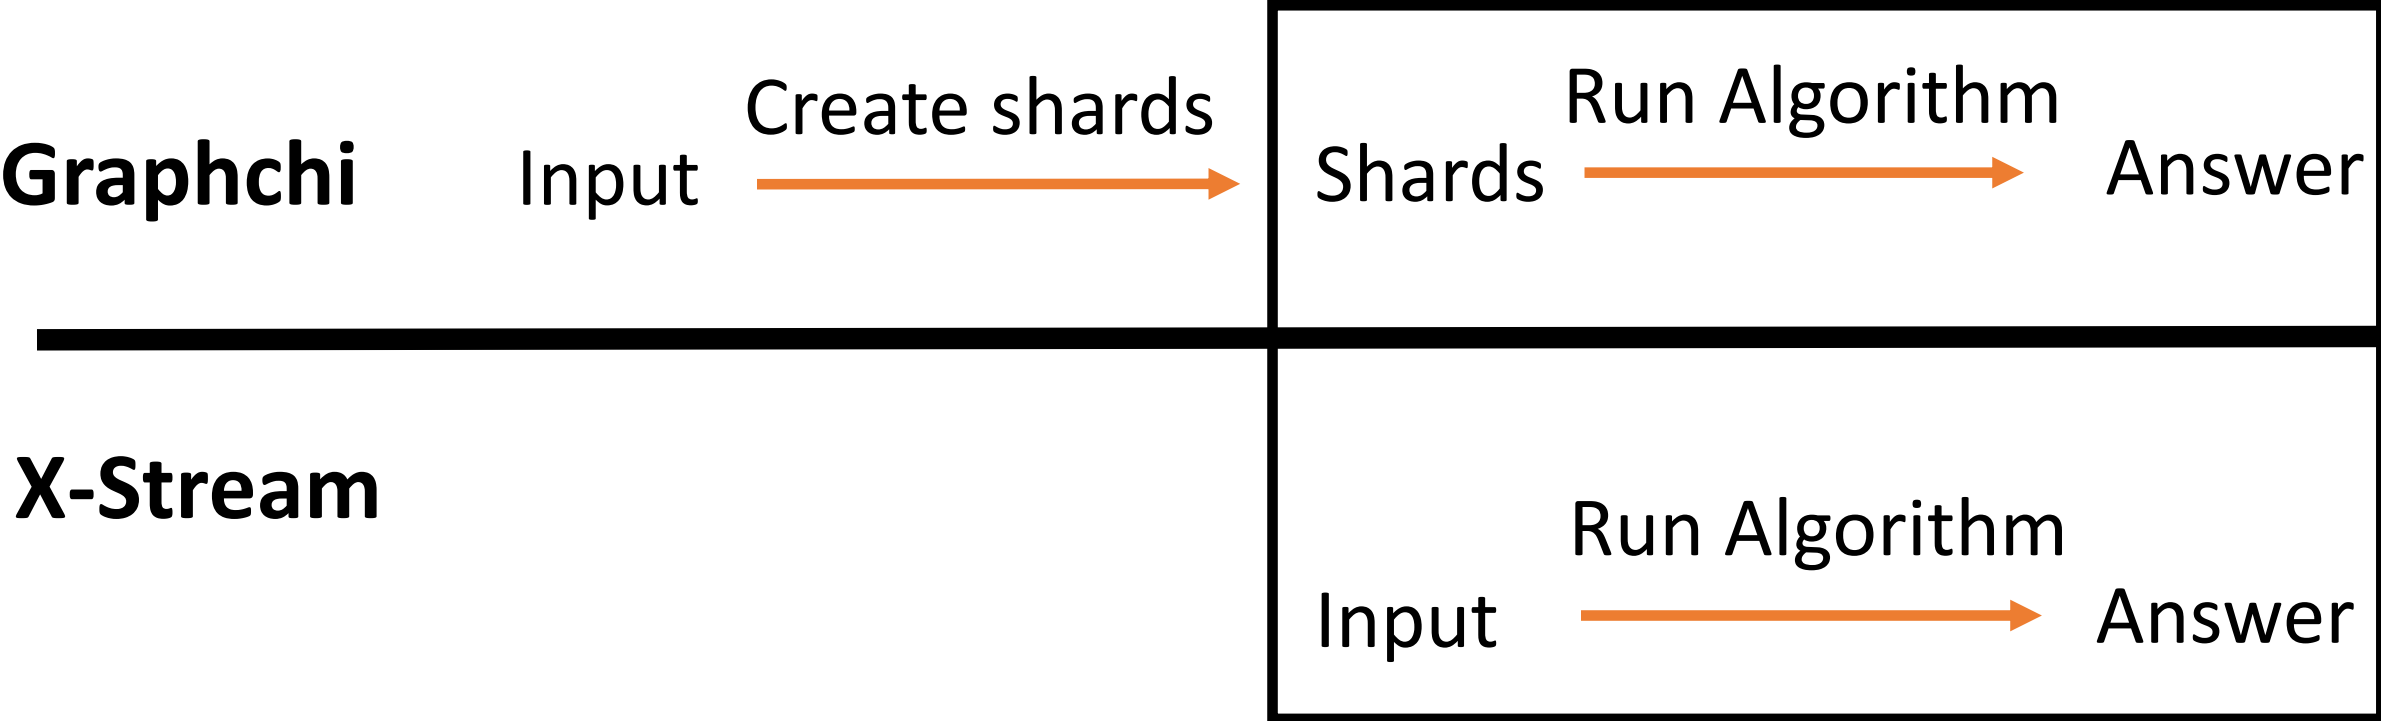 Graphchi
Input
Create shards
Shards
Run Algorithm
Answer
X-Stream
Input
Run Algorithm
Answer